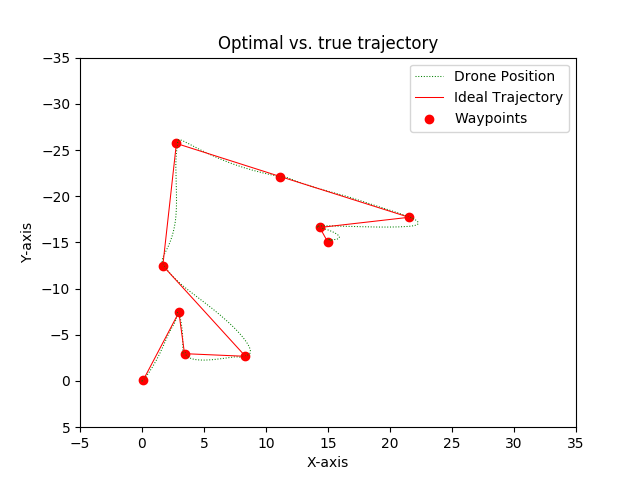 Optimal vs. true trajectory
Drone Position
Ideal Trajectory
Waypoints
Y-axis
−35
−30
−25
−20
−15
−10
−5
0
5
−5 0 5 10 15 20 25 30 35
X-axis